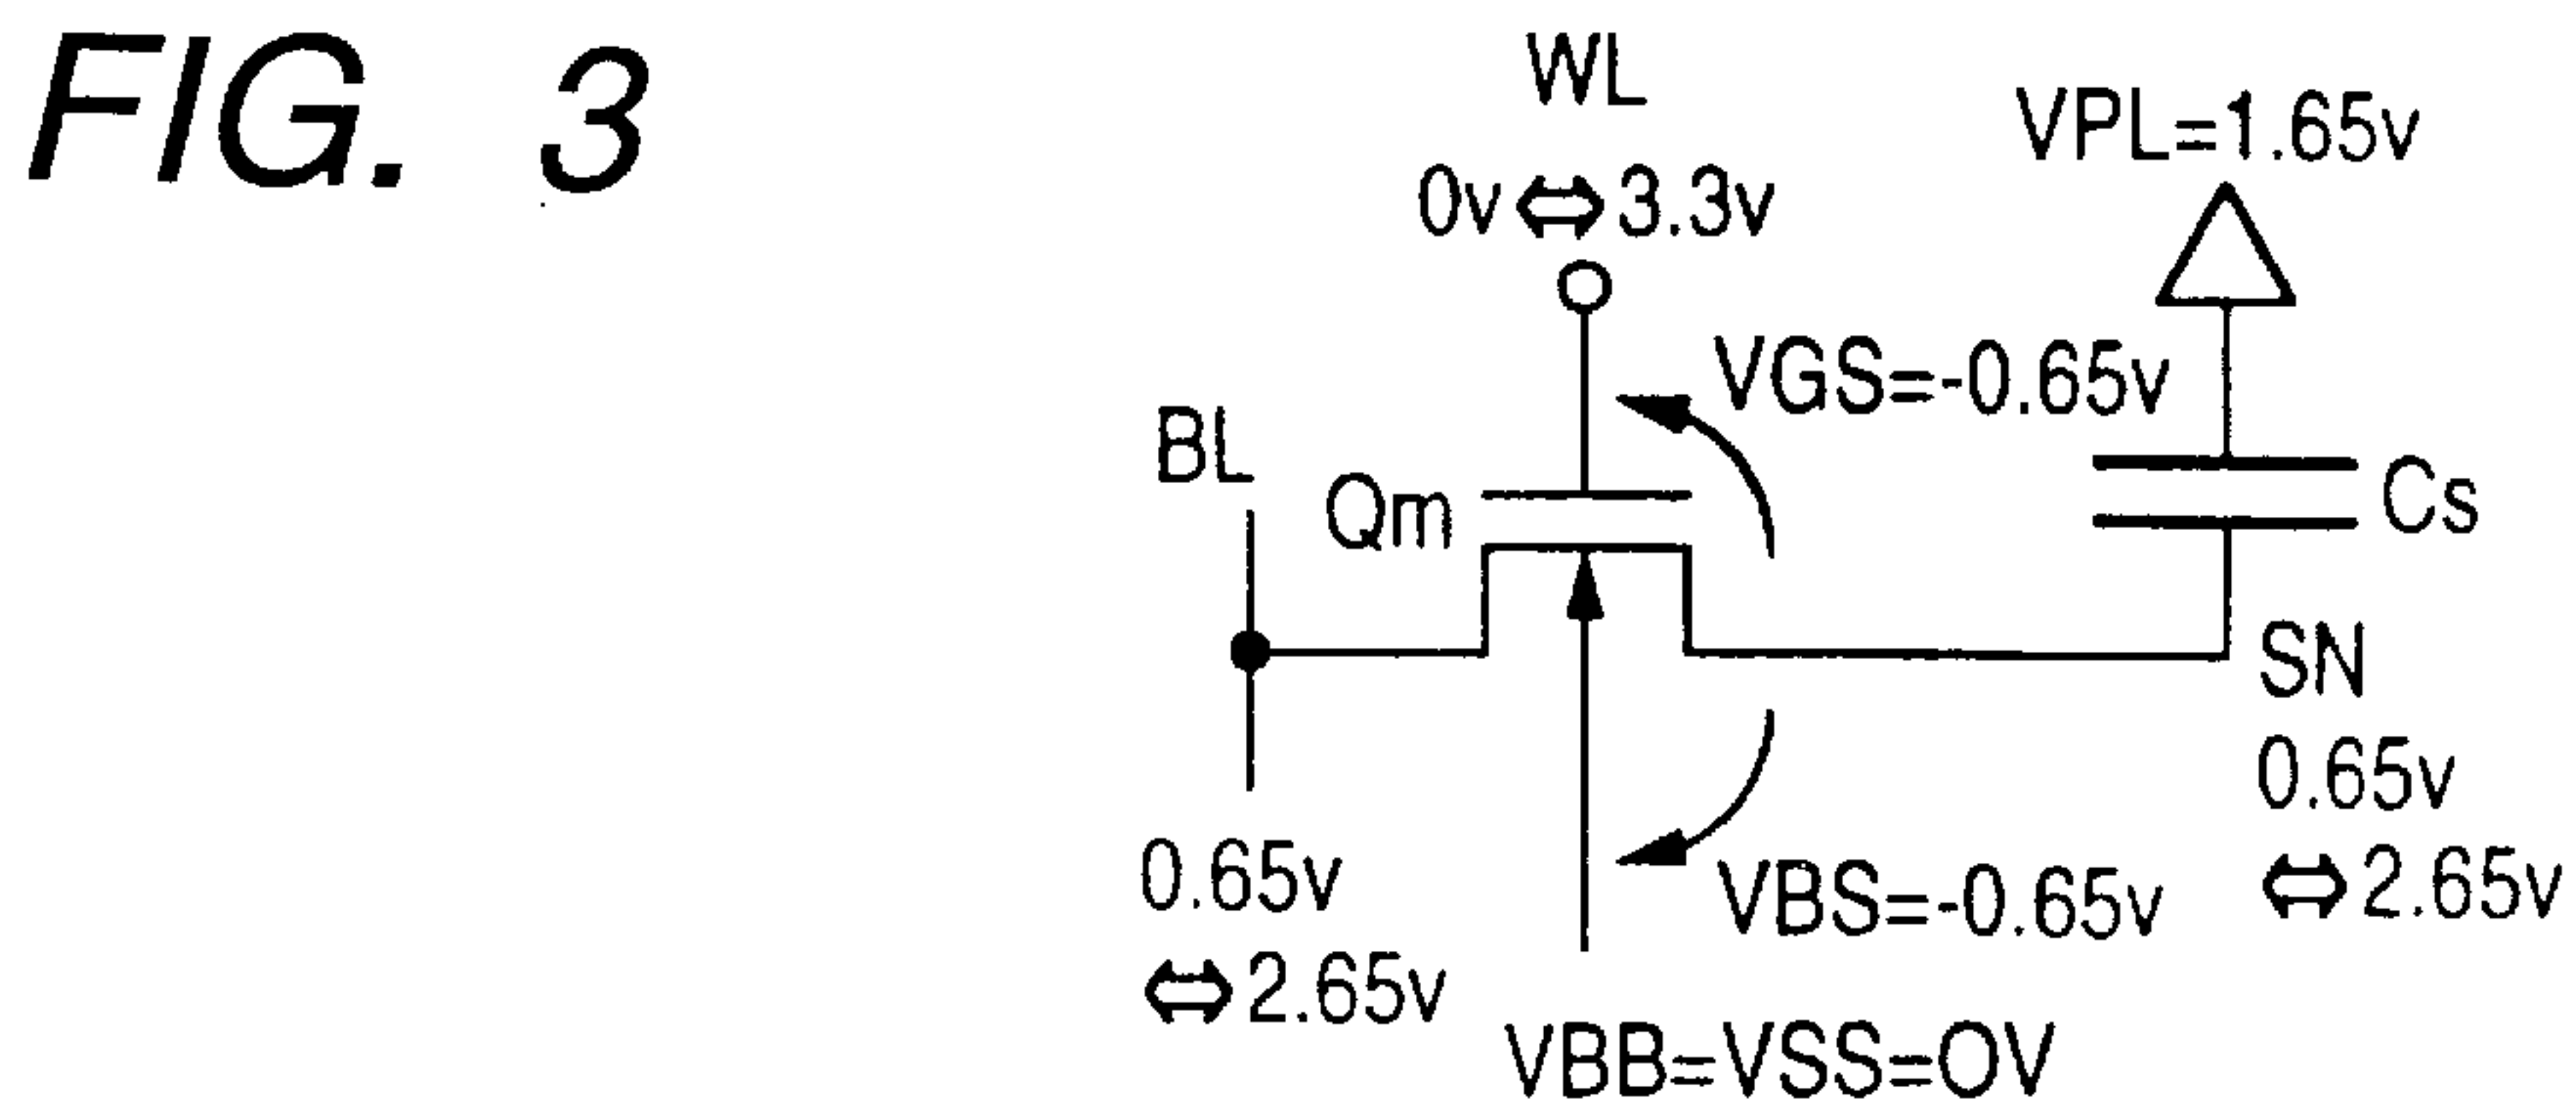 FIG. 3
WL
0v⇔3.3v
VPL=1.65v
VGS=-0.65v
BL
Qm
Cs
SN
0.65v
⇔2.65v
VBS=-0.65v
0.65v
⇔2.65v
VBB=VSS=OV